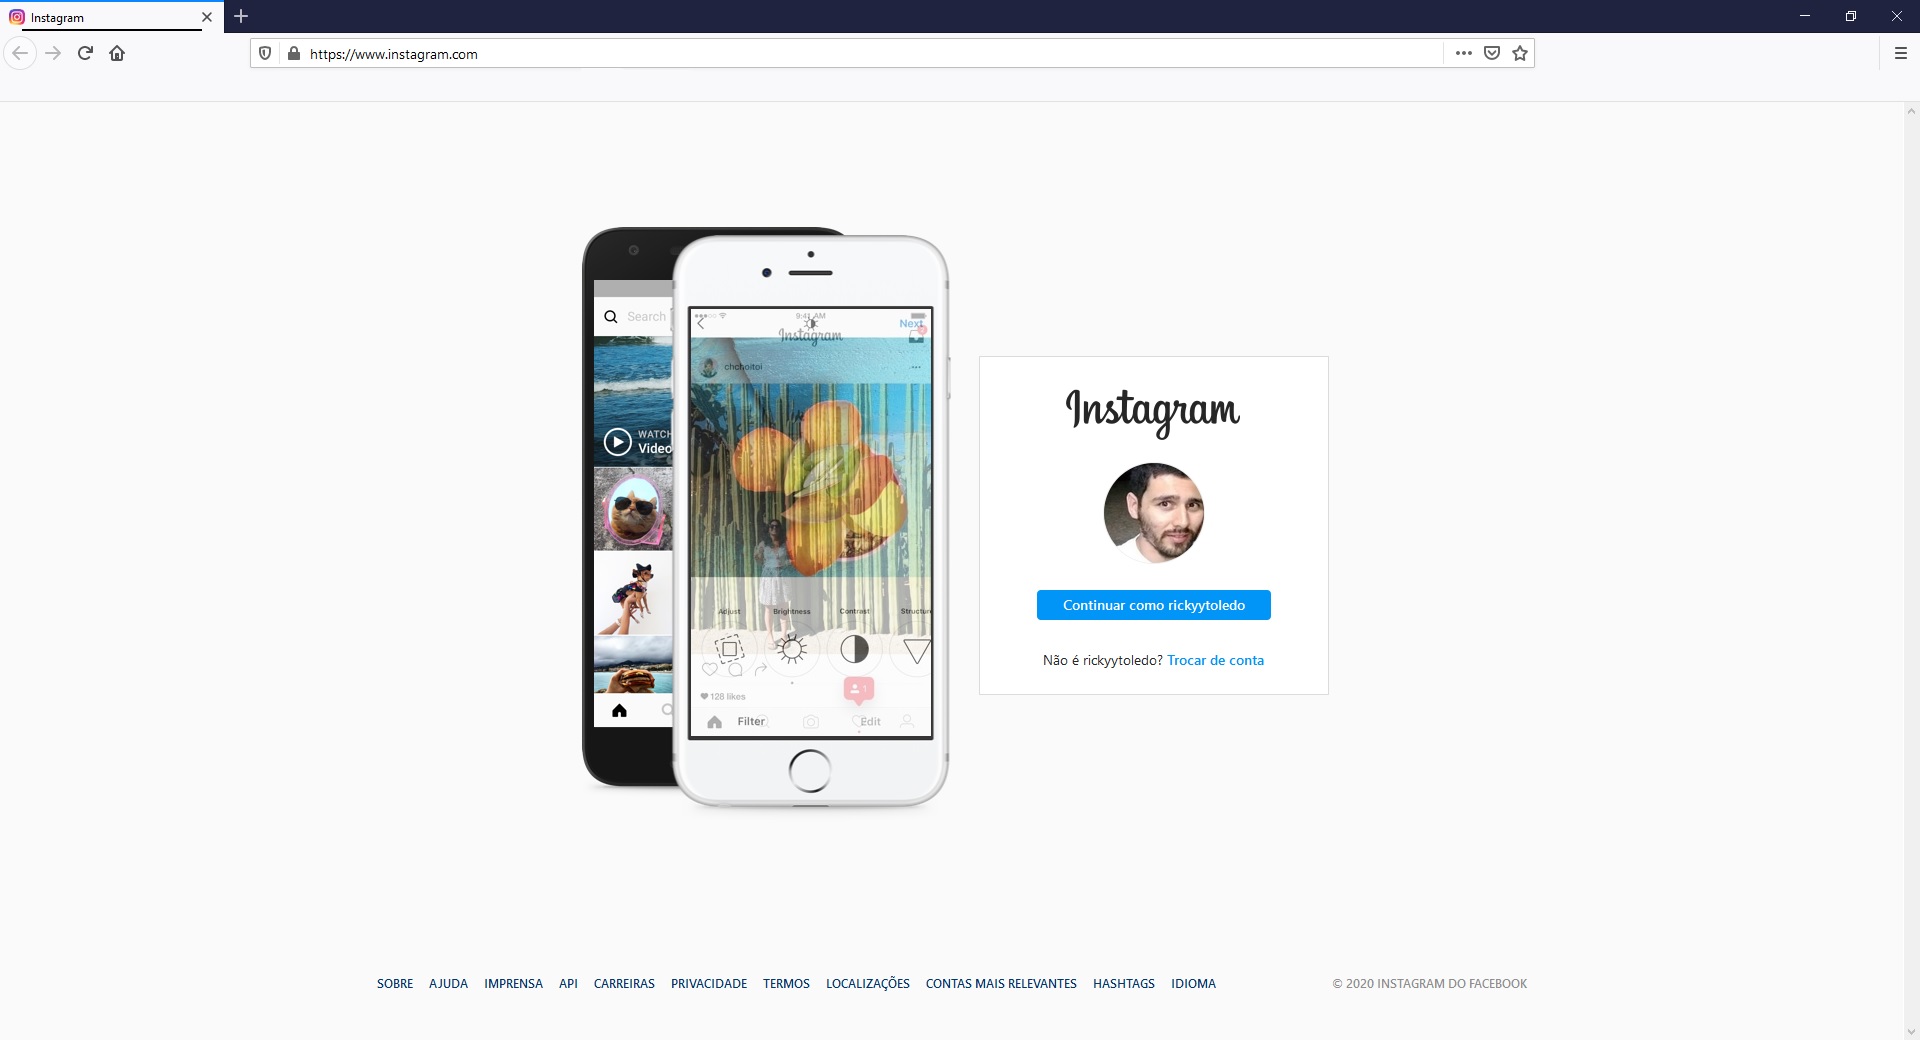 Instagram
https://www.instagram.com
Search
WATCH
Video
9:41 AM
Next
Instagram
chchoitoi
Adjust Brightness Contrast Structure
128 likes
1
Filter Edit
Instagram
Continuar como rickyytoledo
Não é rickyytoledo? Trocar de conta
SOBRE AJUDA IMPRENSA API CARREIRAS PRIVACIDADE TERMOS LOCALIZAÇÕES CONTAS MAIS RELEVANTES HASHTAGS IDIOMA © 2020 INSTAGRAM DO FACEBOOK